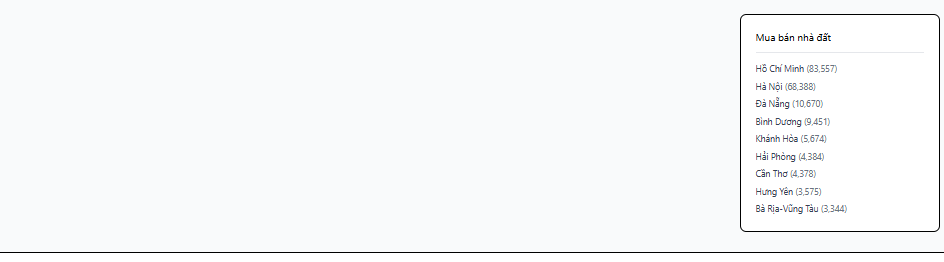 Mua bán nhà đất
Hồ Chí Minh (83,557)
Hà Nội (68,388)
Đà Nẵng (10,670)
Bình Dương (9,451)
Khánh Hòa (5,674)
Hải Phòng (4,384)
Cần Thơ (4,378)
Hưng Yên (3,575)
Bà Rịa-Vũng Tàu (3,344)